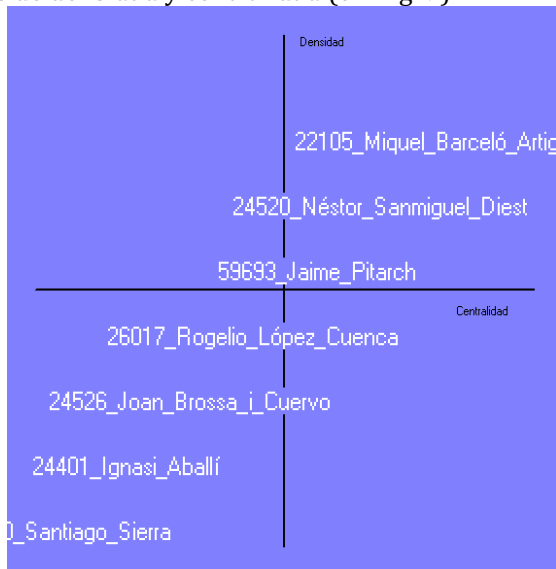 Densidad
22105_Miquel_Barceló_Artig
24520_Néstor_Sanmiguel_Diest
59693_Jaime_Pitarch
Centralidad
26017_Rogelio_López_Cuenca
24526_Joan_Brossa_i_Cuervo
24401_Ignasi_Aballí
0_Santiago_Sierra